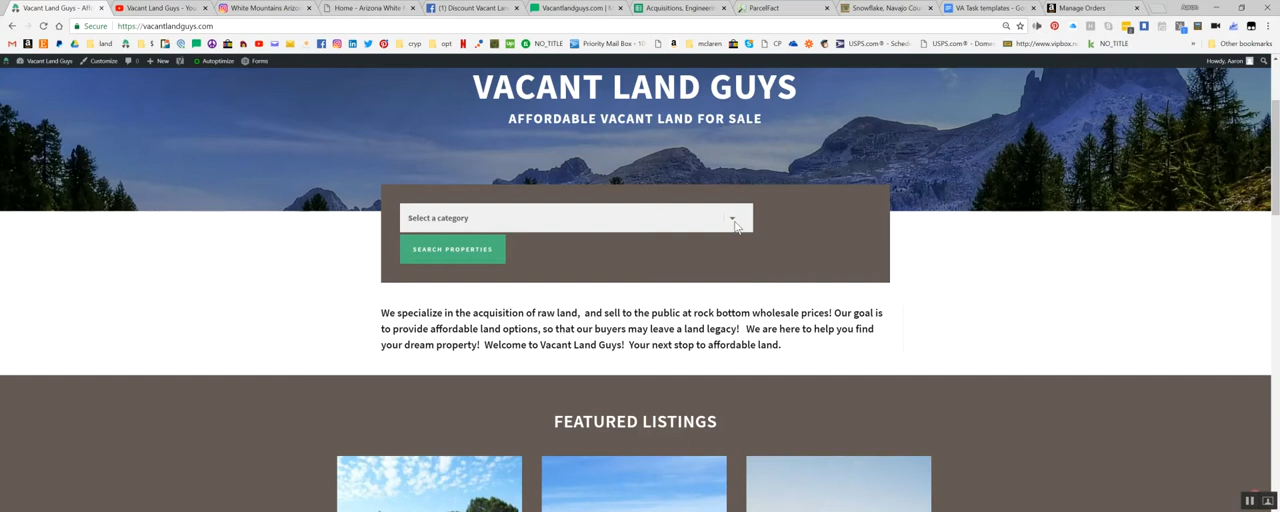 Vacant Land Guys - Aff
Vacant Land Guys - You
White Mountains Arizo
Home - Arizona White M
(1) Discount Vacant Lan
Vacantlandguys.com | M
Acquisitions, Engineeri
ParcelFact
Snowflake, Navajo Cou
VA Task templates - Go
Manage Orders
Aaron
Secure
https://vacantlandguys.com
land
$
cryp
opt
NO_TITLE
Priority Mail Box - 10
mclaren
CP
USPS.com® - Sched
USPS.com® - Dom
http://www.vipbox.n
NO_TITLE
Other bookmarks
Vacant Land Guys
Customize
0
New
Autoptimize
Forms
Howdy, Aaron
VACANT LAND GUYS
AFFORDABLE VACANT LAND FOR SALE
Select a category
SEARCH PROPERTIES
We specialize in the acquisition of raw land, and sell to the public at rock bottom wholesale prices! Our goal is
to provide affordable land options, so that our buyers may leave a land legacy! We are here to help you find
your dream property! Welcome to Vacant Land Guys! Your next stop to affordable land.
FEATURED LISTINGS